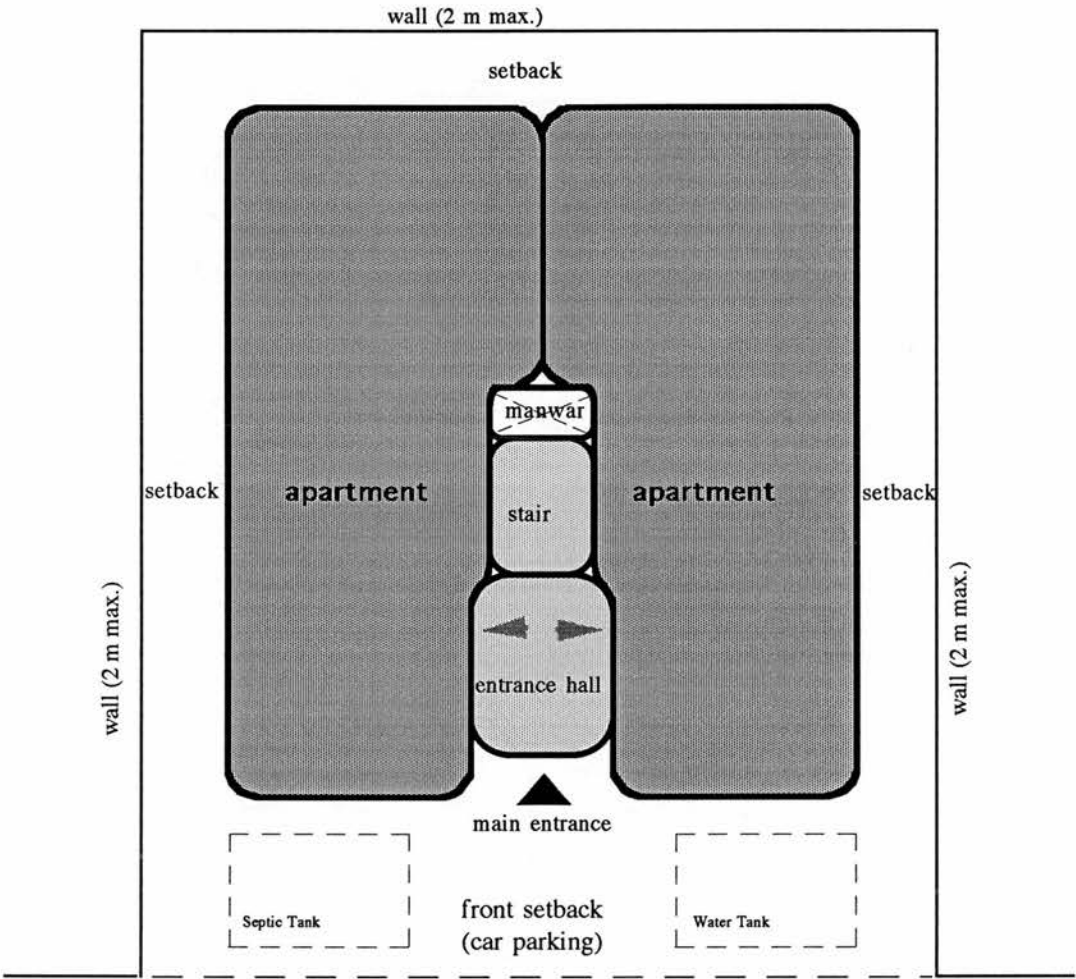 wall (2 m max.)
setback
manwar
setback
apartment
apartment
setback
stair
wall (2 m max.)
wall (2 m max.)
entrance hall
main entrance
Septic Tank
front setback
(car parking)
Water Tank